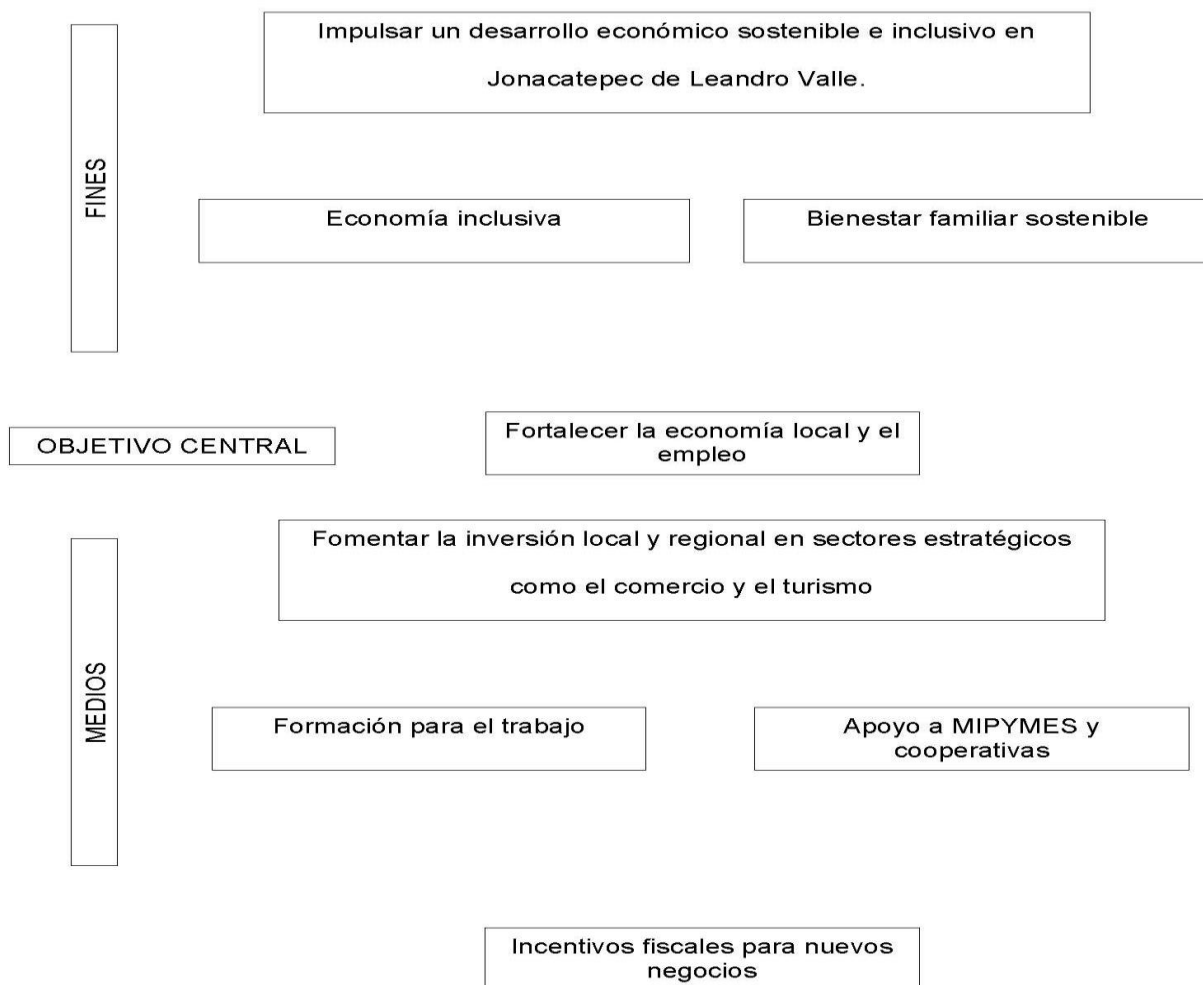 FINES
Impulsar un desarrollo económico sostenible e inclusivo en
Jonacatepec de Leandro Valle.
Economía inclusiva
Bienestar familiar sostenible
OBJETIVO CENTRAL
Fortalecer la economía local y el
empleo
MEDIOS
Fomentar la inversión local y regional en sectores estratégicos
como el comercio y el turismo
Formación para el trabajo
Apoyo a MIPYMES y
cooperativas
Incentivos fiscales para nuevos
negocios